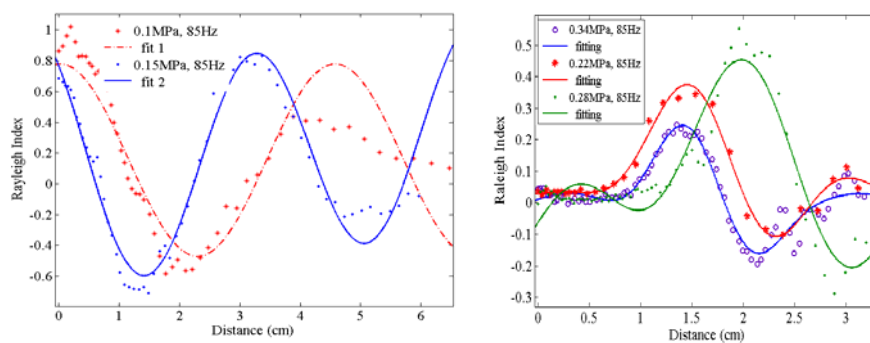 1
0.8
0.6
0.4
0.2
0
-0.2
-0.4
-0.6
Rayleigh Index
0.1MPa, 85Hz
fit 1
0.15MPa, 85Hz
fit 2
0 1 2 3 4 5 6
Distance (cm)
0.5
0.4
0.3
0.2
0.1
0
-0.1
-0.2
-0.3
Raleigh Index
0.34MPa, 85Hz
fitting
0.22MPa, 85Hz
fitting
0.28MPa, 85Hz
fitting
0 0.5 1 1.5 2 2.5 3
Distance (cm)